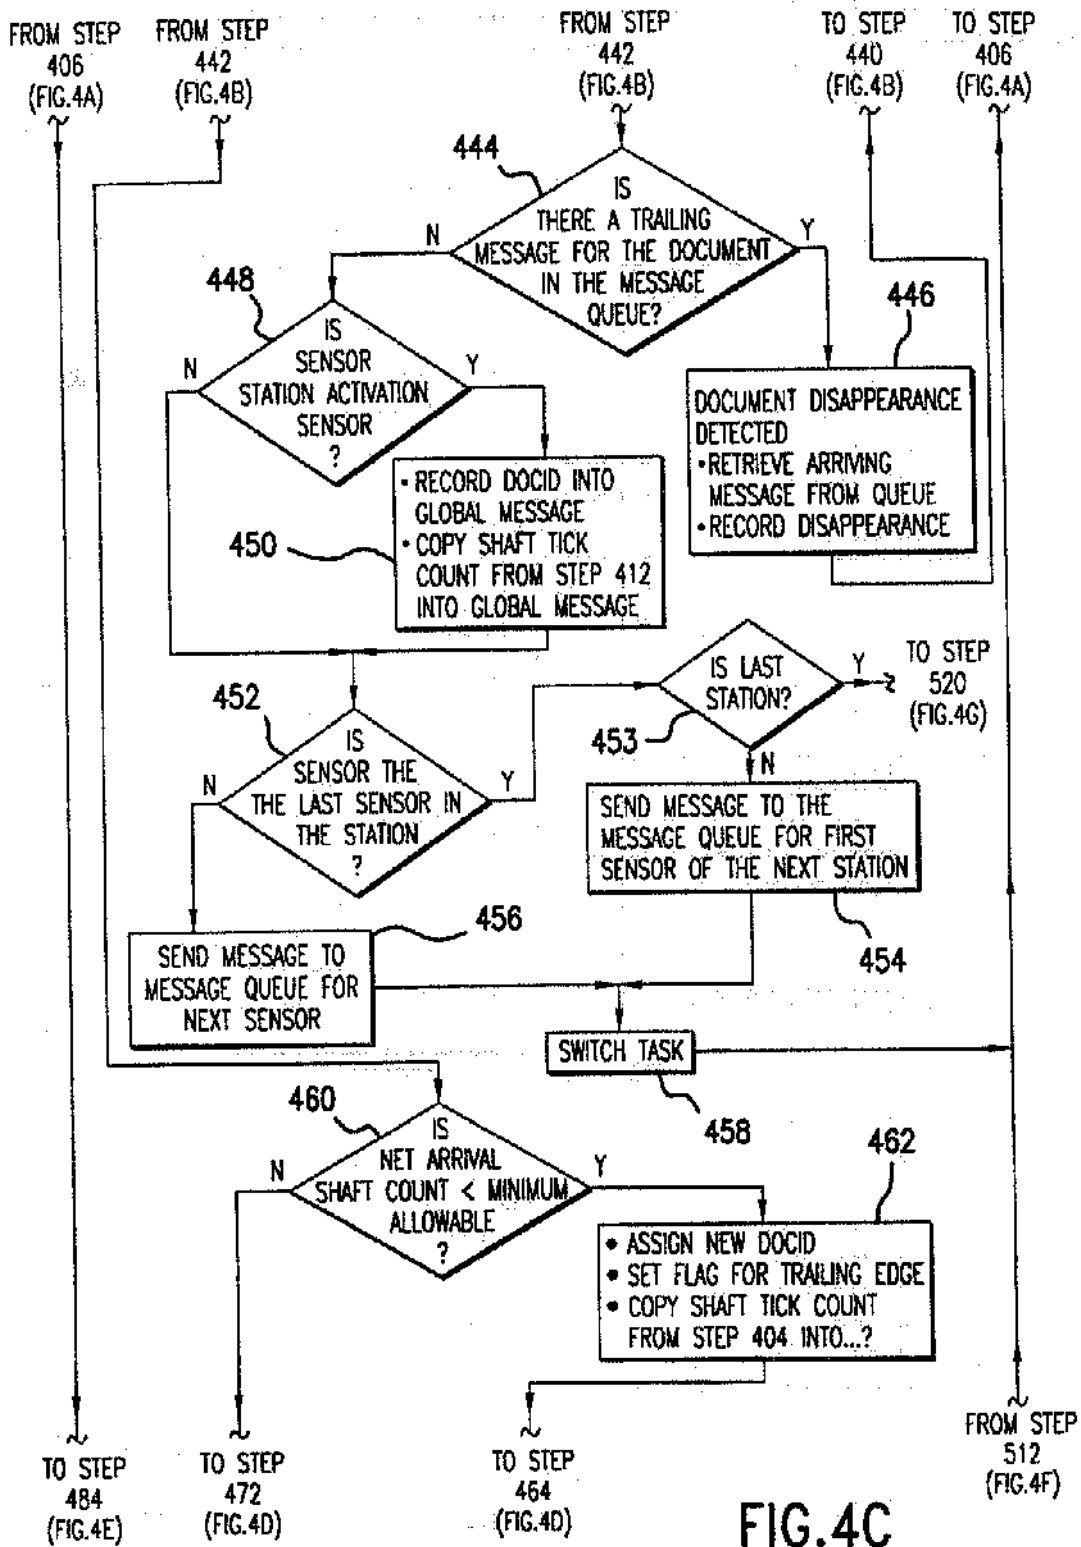 FROM STEP
406
(FIG.4A)
FROM STEP
442
(FIG.4B)
FROM STEP
442
(FIG.4B)
TO STEP
440
(FIG.4B)
TO STEP
406
(FIG.4A)
444
IS
THERE A TRAILING
MESSAGE FOR THE DOCUMENT
IN THE MESSAGE
QUEUE?
N
Y
448
IS
SENSOR
STATION ACTIVATION
SENSOR
?
N
Y
446
DOCUMENT DISAPPEARANCE
DETECTED
•RETRIEVE ARRIVING
MESSAGE FROM QUEUE
•RECORD DISAPPEARANCE
450
• RECORD DOCID INTO
GLOBAL MESSAGE
• COPY SHAFT TICK
COUNT FROM STEP 412
INTO GLOBAL MESSAGE
452
IS
SENSOR THE
THE LAST SENSOR IN
THE STATION
?
N
Y
IS LAST
STATION?
453
Y
N
TO STEP
520
(FIG.4G)
SEND MESSAGE TO THE
MESSAGE QUEUE FOR FIRST
SENSOR OF THE NEXT STATION
454
456
SEND MESSAGE TO
MESSAGE QUEUE FOR
NEXT SENSOR
SWITCH TASK
458
460
IS
NET ARRIVAL
SHAFT COUNT < MINIMUM
ALLOWABLE
?
N
Y
462
• ASSIGN NEW DOCID
• SET FLAG FOR TRAILING EDGE
• COPY SHAFT TICK COUNT
FROM STEP 404 INTO...?
TO STEP
484
(FIG.4E)
TO STEP
472
(FIG.4D)
TO STEP
464
(FIG.4D)
FROM STEP
512
(FIG.4F)
FIG.4C